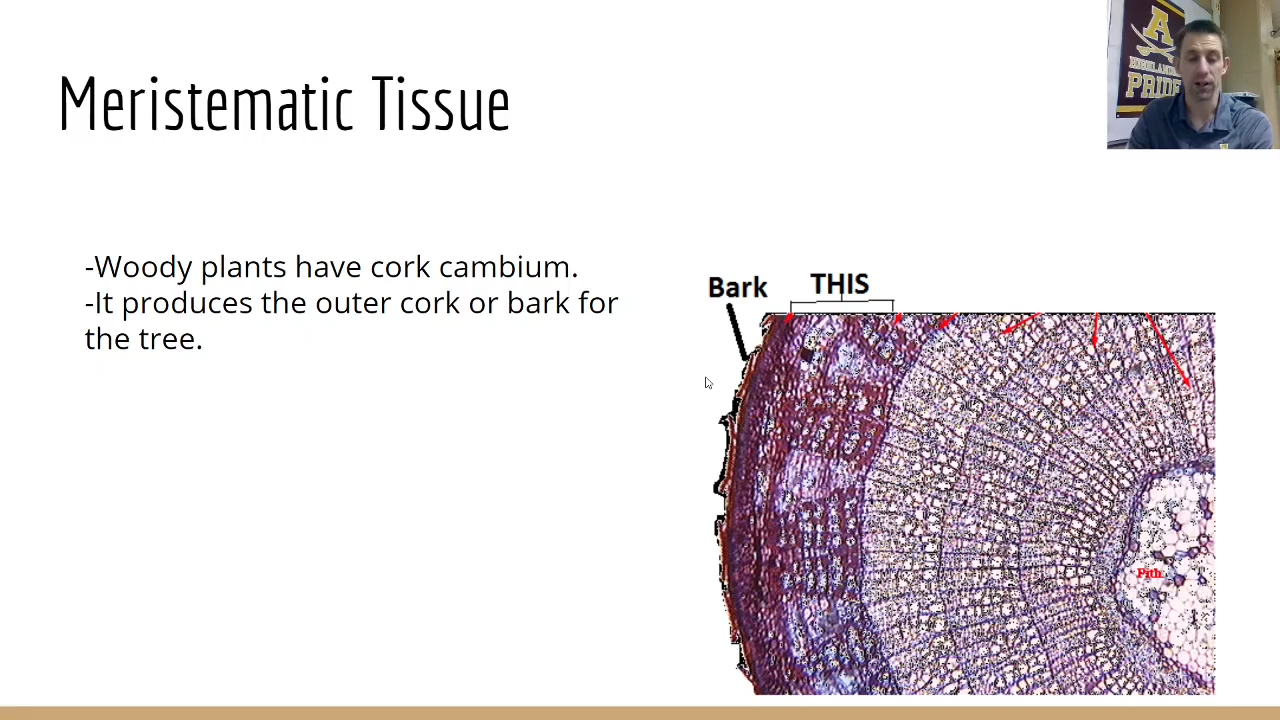 Meristematic Tissue
-Woody plants have cork cambium.
-It produces the outer cork or bark for
the tree.
Bark
THIS
Pith
A
PRIDE